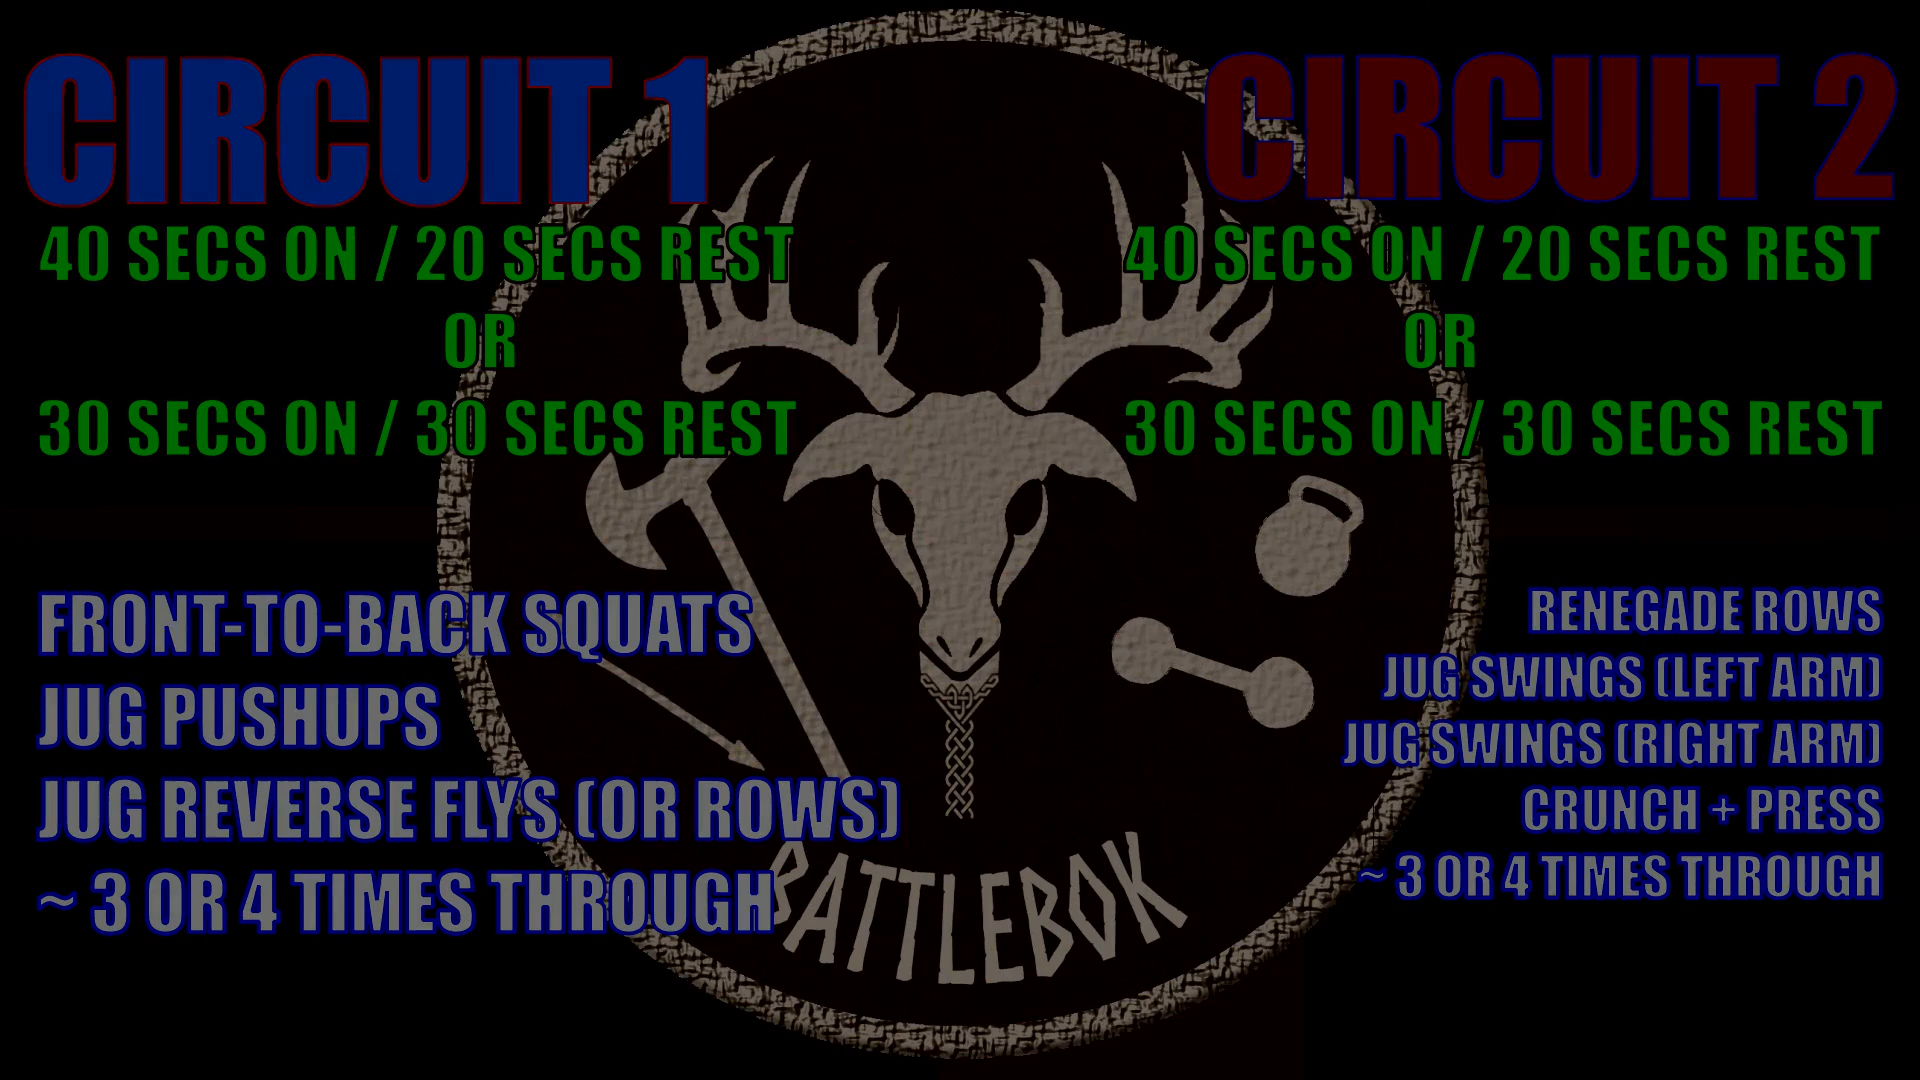 CIRCUIT 1
40 SECS ON / 20 SECS REST
OR
30 SECS ON / 30 SECS REST
FRONT-TO-BACK SQUATS
JUG PUSHUPS
JUG REVERSE FLYS (OR ROWS)
~ 3 OR 4 TIMES THROUGH
CIRCUIT 2
40 SECS ON / 20 SECS REST
OR
30 SECS ON / 30 SECS REST
RENEGADE ROWS
JUG SWINGS (LEFT ARM)
JUG SWINGS (RIGHT ARM)
CRUNCH + PRESS
~ 3 OR 4 TIMES THROUGH
BATTLEBOK